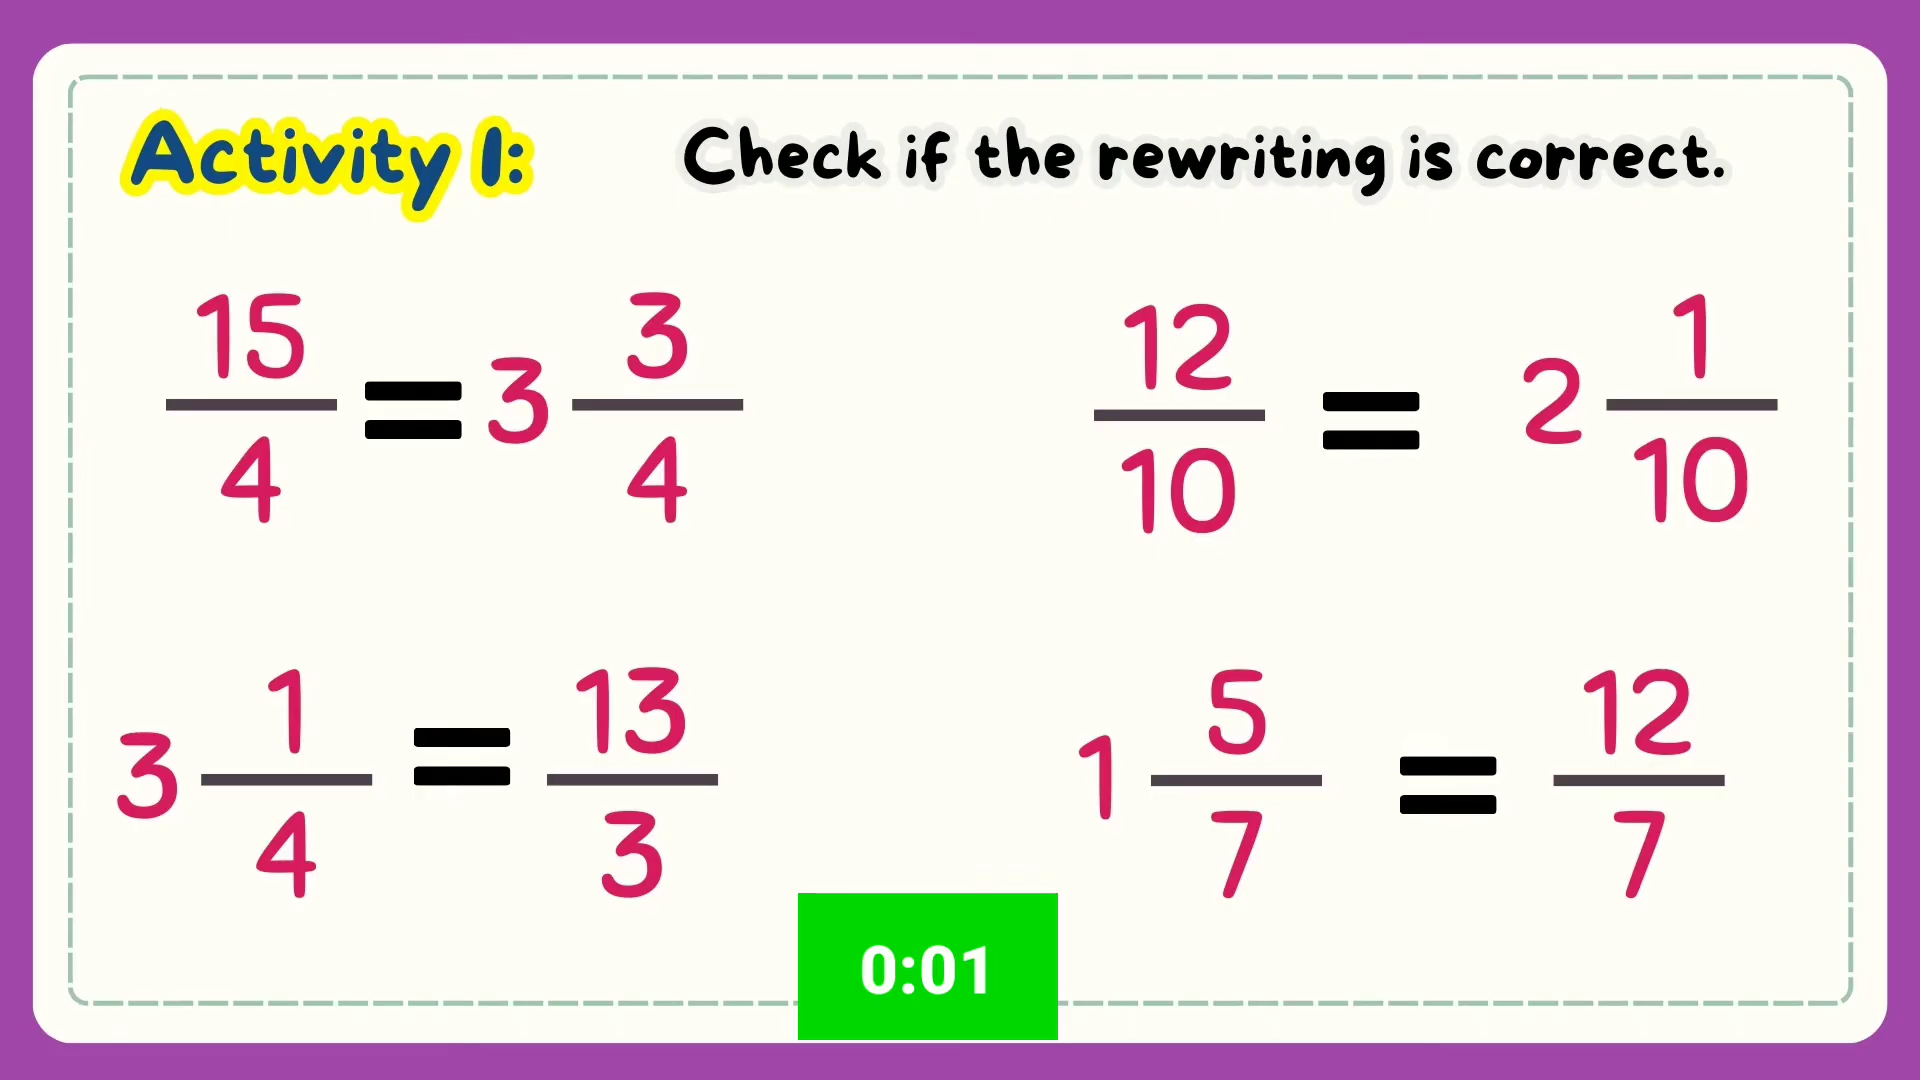 Activity 1:
Check if the rewriting is correct.
15/4 = 3 3/4
12/10 = 2 1/10
3 1/4 = 13/3
1 5/7 = 12/7
0:01